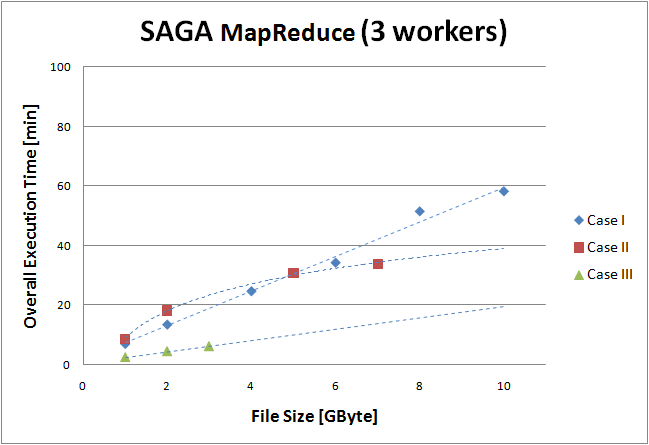 SAGA MapReduce (3 workers)
Overall Execution Time [min]
100
80
60
40
20
0
0 2 4 6 8 10
File Size [GByte]
Case I
Case II
Case III